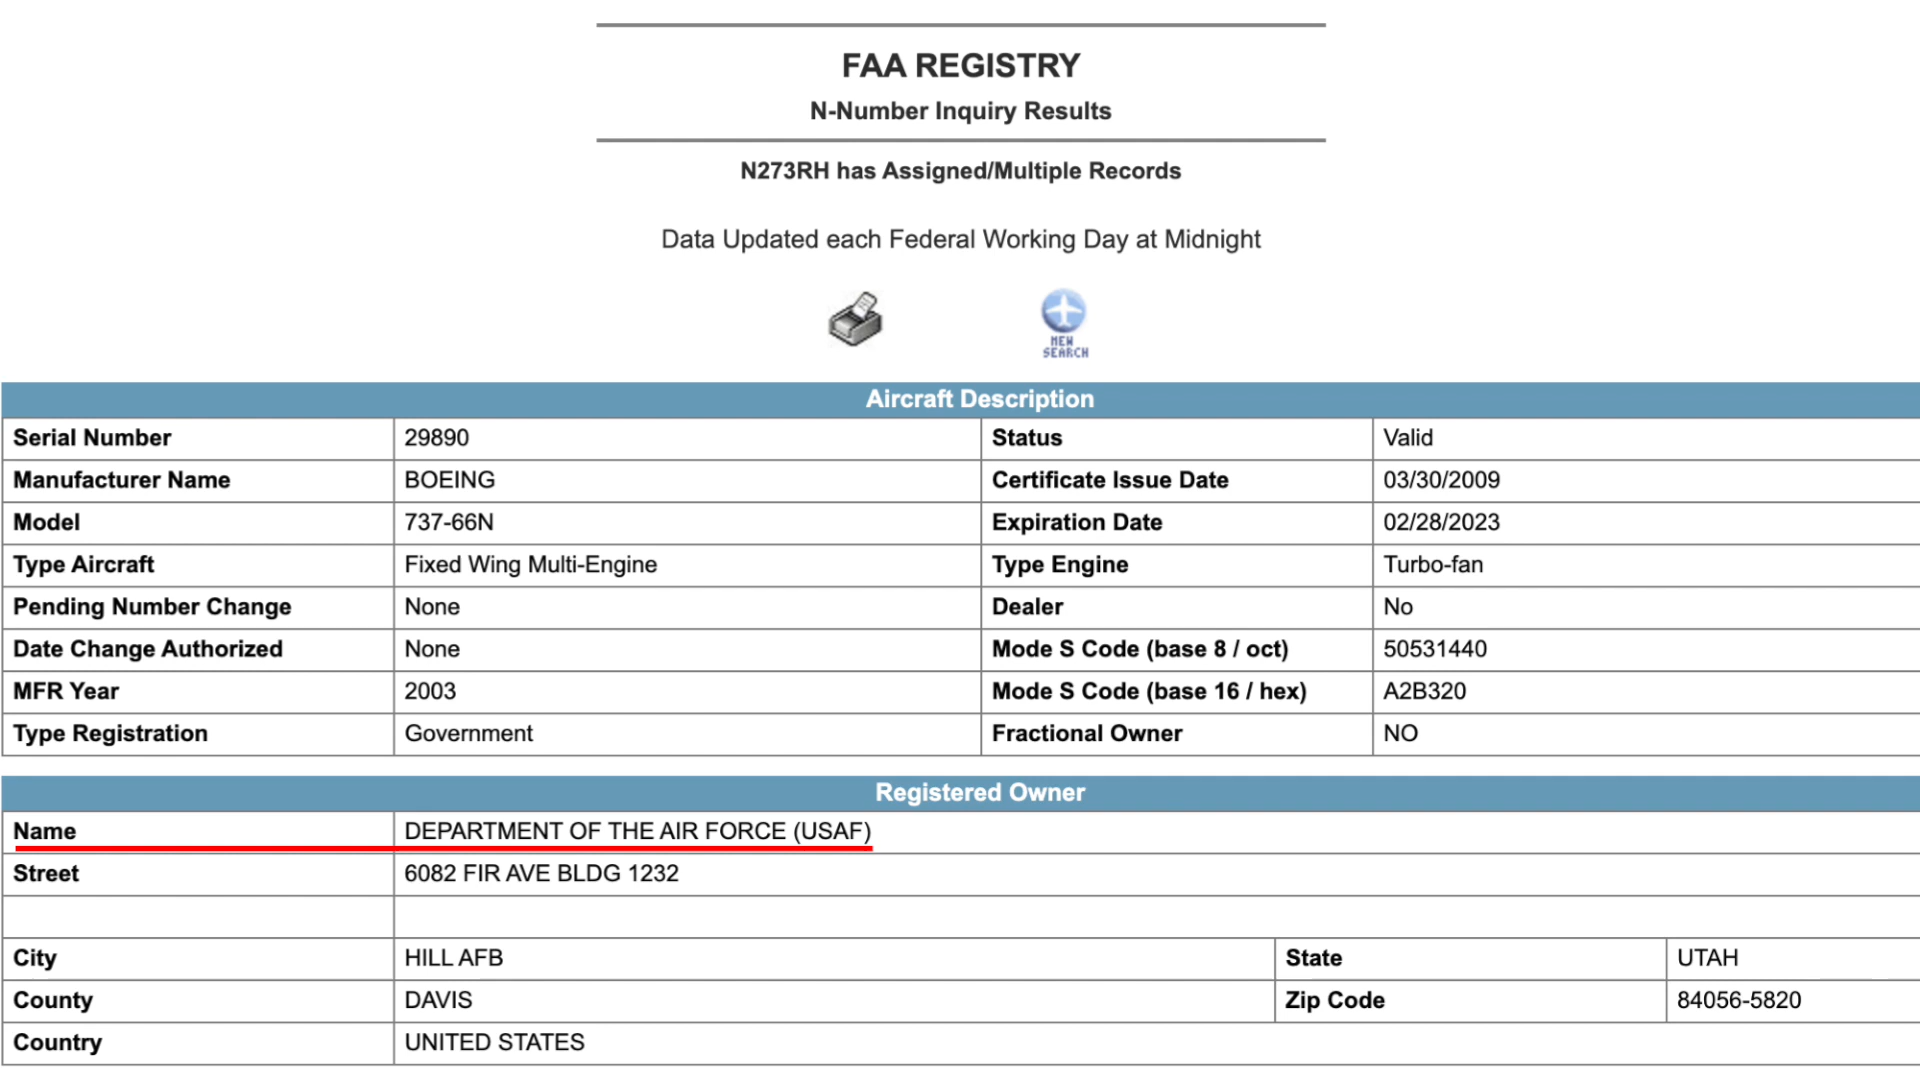 FAA REGISTRY
N-Number Inquiry Results
N273RH has Assigned/Multiple Records
Data Updated each Federal Working Day at Midnight
NEW
SEARCH
Aircraft Description
Serial Number 29890 Status Valid
Manufacturer Name BOEING Certificate Issue Date 03/30/2009
Model 737-66N Expiration Date 02/28/2023
Type Aircraft Fixed Wing Multi-Engine Type Engine Turbo-fan
Pending Number Change None Dealer No
Date Change Authorized None Mode S Code (base 8 / oct) 50531440
MFR Year 2003 Mode S Code (base 16 / hex) A2B320
Type Registration Government Fractional Owner NO
Registered Owner
Name DEPARTMENT OF THE AIR FORCE (USAF)
Street 6082 FIR AVE BLDG 1232
City HILL AFB State UTAH
County DAVIS Zip Code 84056-5820
Country UNITED STATES